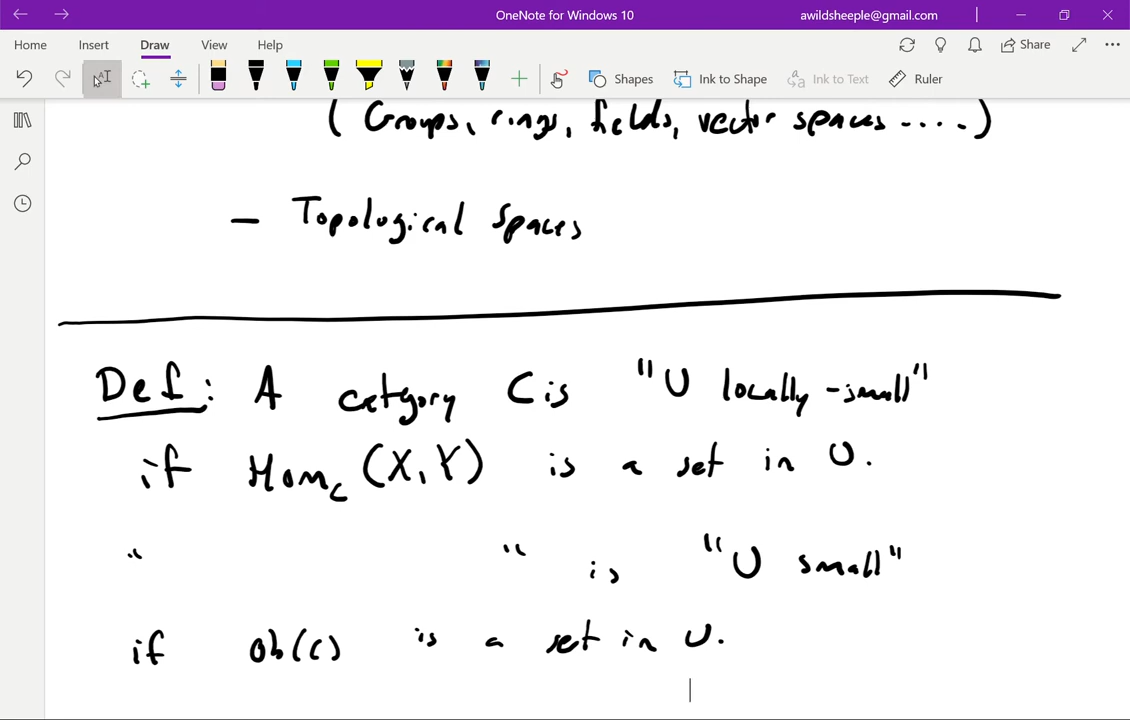 OneNote for Windows 10
awildsheeple@gmail.com
Home Insert Draw View Help
Share
Shapes
Ink to Shape
Ink to Text
Ruler
( Groups, rings, fields, vector spaces ....)
- Topological Spaces
Def: A category C is "U locally-small"
if Hom_C (X,Y) is a set in U.
" " is "U small"
if Ob(C) is a set in U.